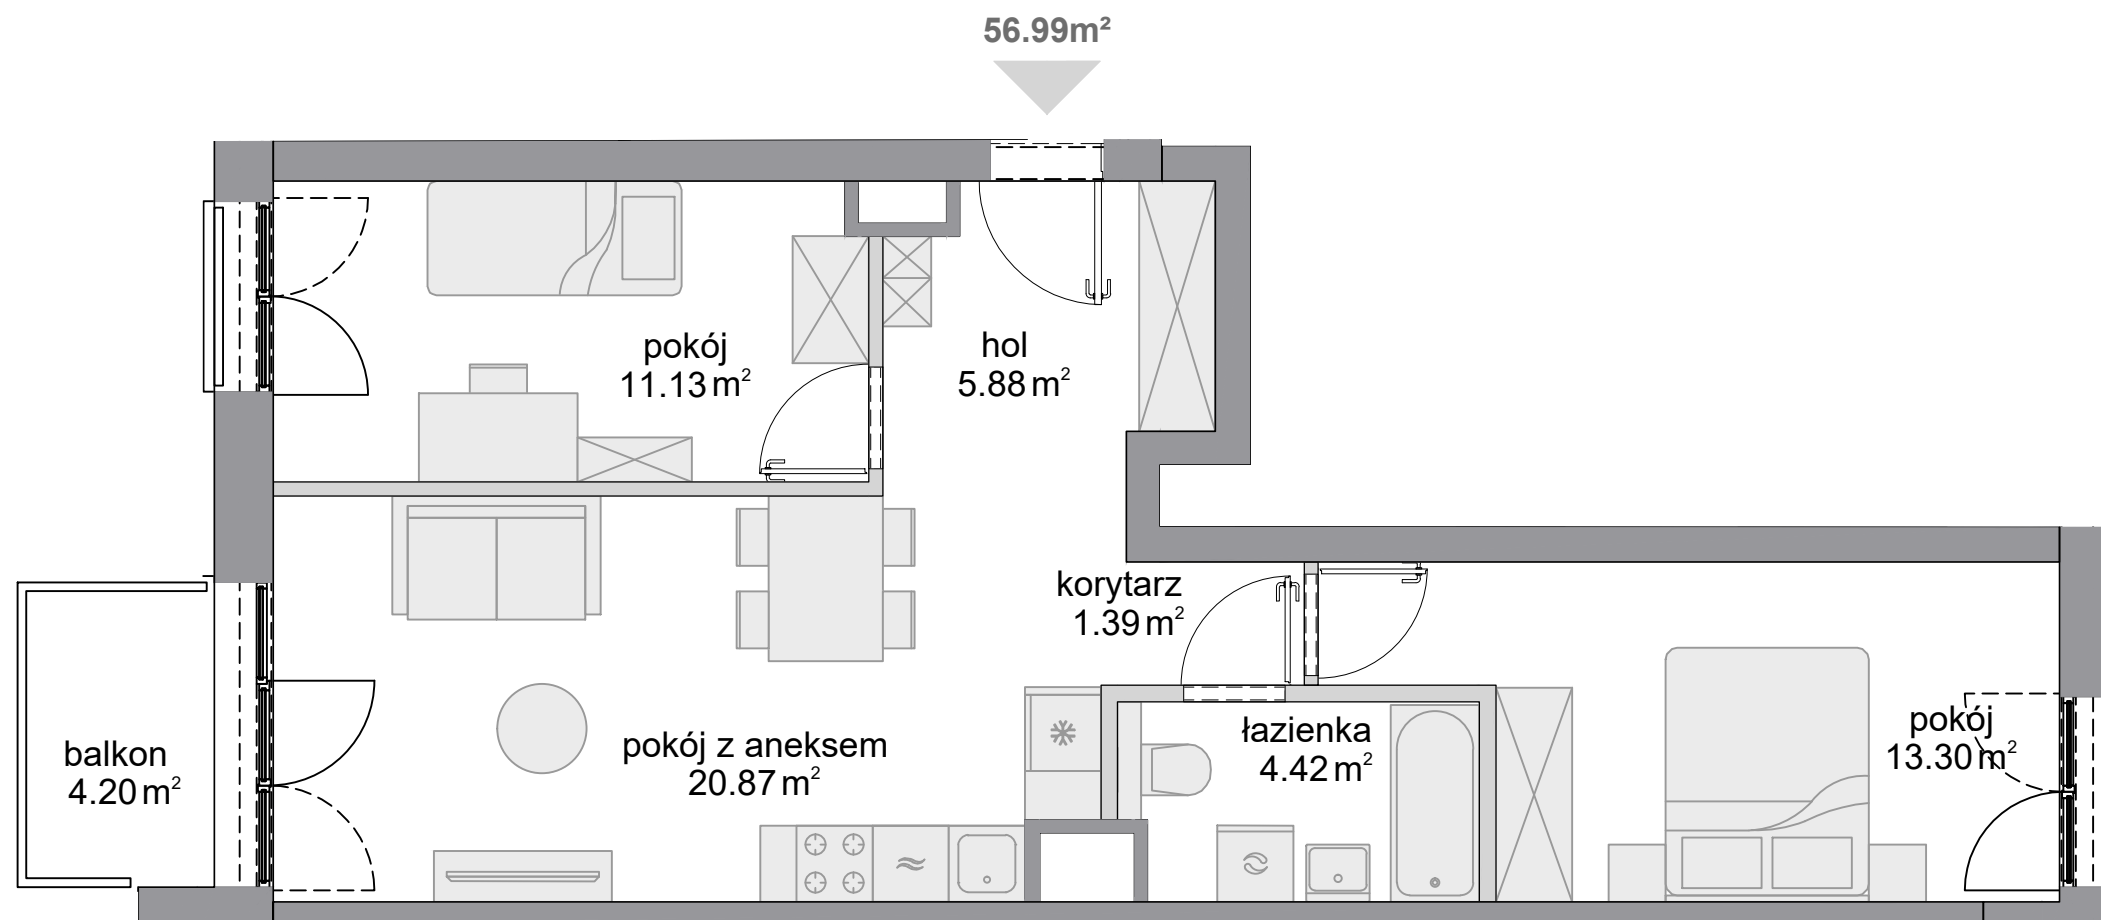 56.99m²
pokój
11.13 m²
hol
5.88 m²
korytarz
1.39 m²
balkon
4.20 m²
pokój z aneksem
20.87 m²
łazienka
4.42 m²
pokój
13.30 m²